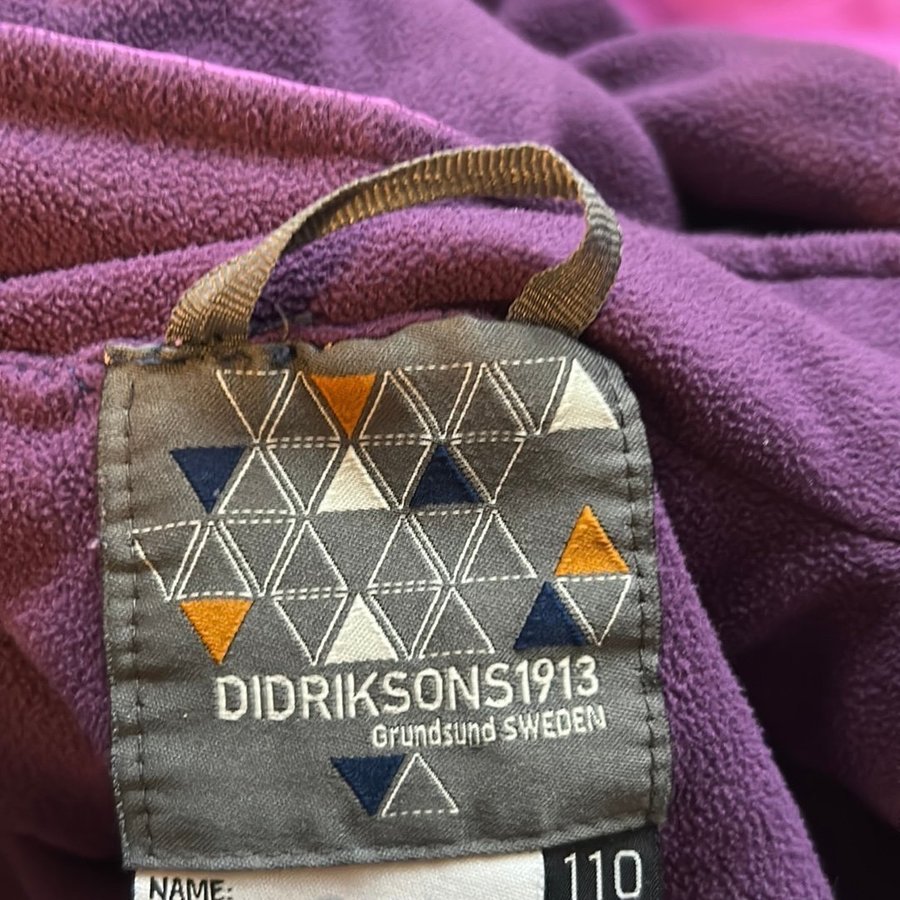 DIDRIKSONS1913
Grundsund SWEDEN
NAME:
110